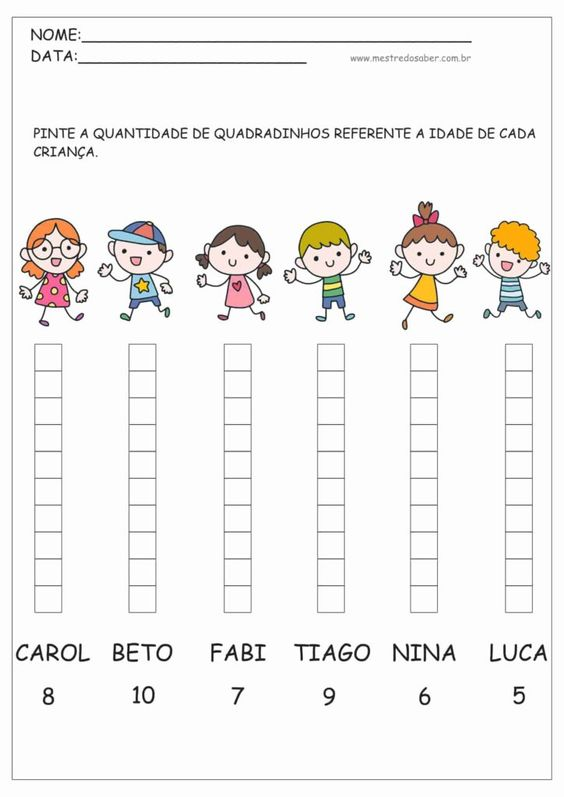 NOME:
DATA:
www.mestredosaber.com.br
PINTE A QUANTIDADE DE QUADRADINHOS REFERENTE A IDADE DE CADA
CRIANÇA.
CAROL BETO FABI TIAGO NINA LUCA
8 10 7 9 6 5